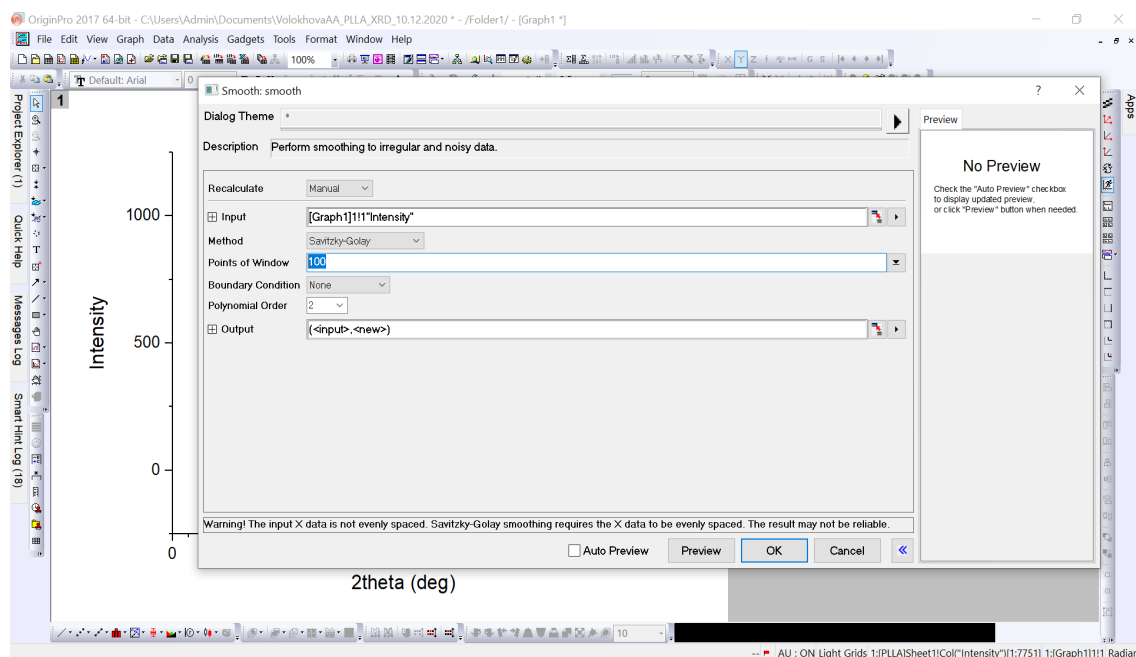 OriginPro 2017 64-bit - C:\Users\Admin\Documents\VolokhovaAA_PLLA_XRD_10.12.2020 * - /Folder1/ - [Graph1 *]
File Edit View Graph Data Analysis Gadgets Tools Format Window Help
100%
Default: Arial 0
Project Explorer (1)
Quick Help
Messages Log
Smart Hint Log (18)
Apps
1
1000
500
0
0
Intensity
2theta (deg)
Smooth: smooth ? ×
Dialog Theme *
Description Perform smoothing to irregular and noisy data.
Recalculate Manual
Input [Graph1]1!1"Intensity"
Method Savitzky-Golay
Points of Window 100
Boundary Condition None
Polynomial Order 2
Output (<input>,<new>)
Warning! The input X data is not evenly spaced. Savitzky-Golay smoothing requires the X data to be evenly spaced. The result may not be reliable.
Auto Preview Preview OK Cancel
Preview
No Preview
Check the "Auto Preview" checkbox
to display updated preview,
or click "Preview" button when needed.
10
-- AU : ON Light Grids 1:[PLLA]Sheet1!Col("Intensity")[1:7751] 1:[Graph1]1!1 Radian